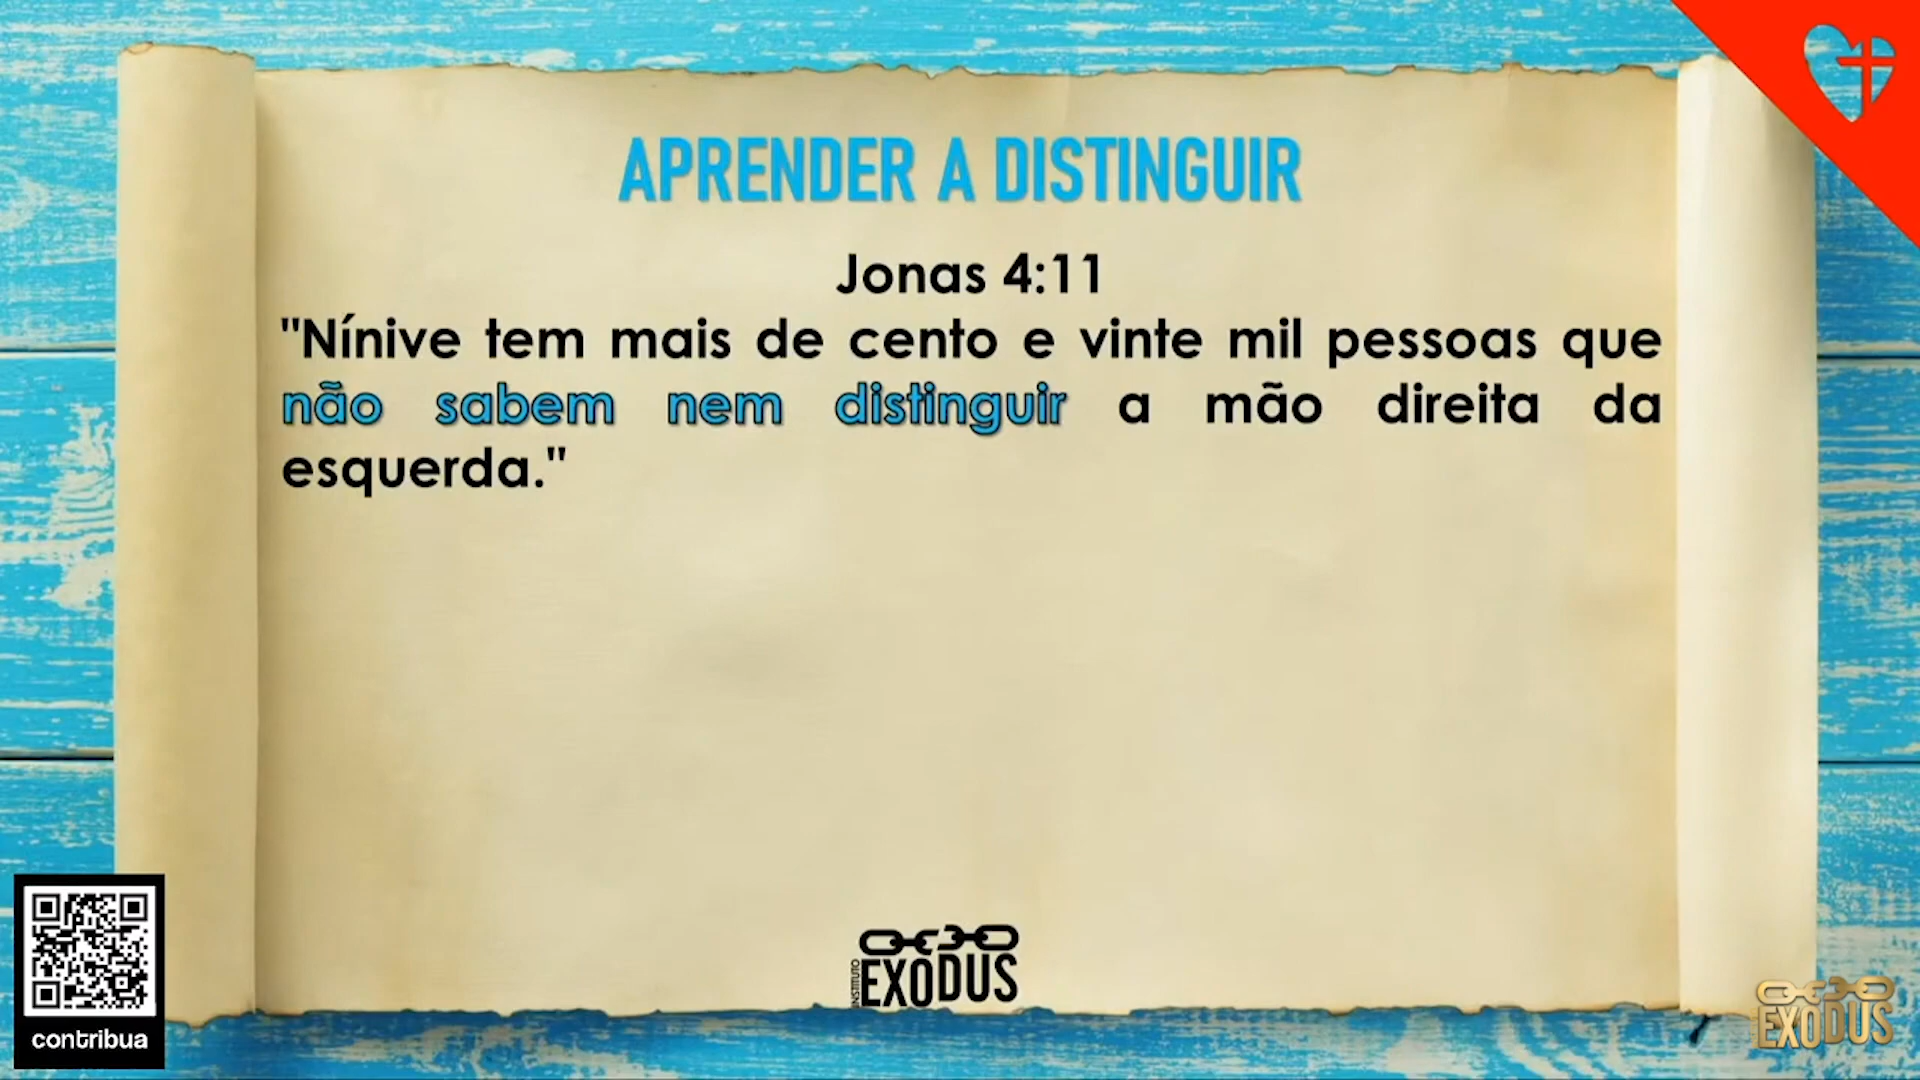 APRENDER A DISTINGUIR
Jonas 4:11
"Nínive tem mais de cento e vinte mil pessoas que
não sabem nem distinguir a mão direita da
esquerda."
INSTITUTO
EXODUS
contribua
EXODUS